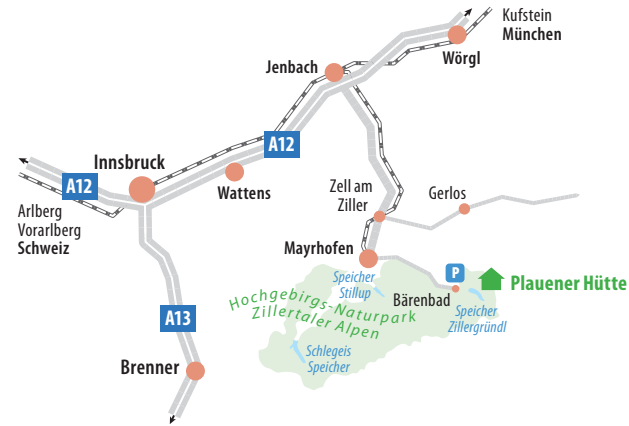 Kufstein
München
Wörgl
Jenbach
A12
Innsbruck
A12
Wattens
Arlberg
Vorarlberg
Schweiz
Zell am
Ziller
Gerlos
Mayrhofen
Speicher
Stillup
P
Plauener Hütte
Bärenbad
Hochgebirgs-Naturpark
Zillertaler Alpen
Speicher
Zillergründl
A13
Schlegeis
Speicher
Brenner